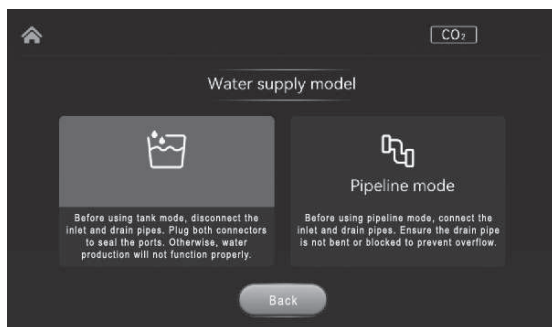 CO₂
Water supply model
Pipeline mode
Before using tank mode, disconnect the
inlet and drain pipes. Plug both connectors
to seal the ports. Otherwise, water
production will not function properly.
Before using pipeline mode, connect the
inlet and drain pipes. Ensure the drain pipe
is not bent or blocked to prevent overflow.
Back